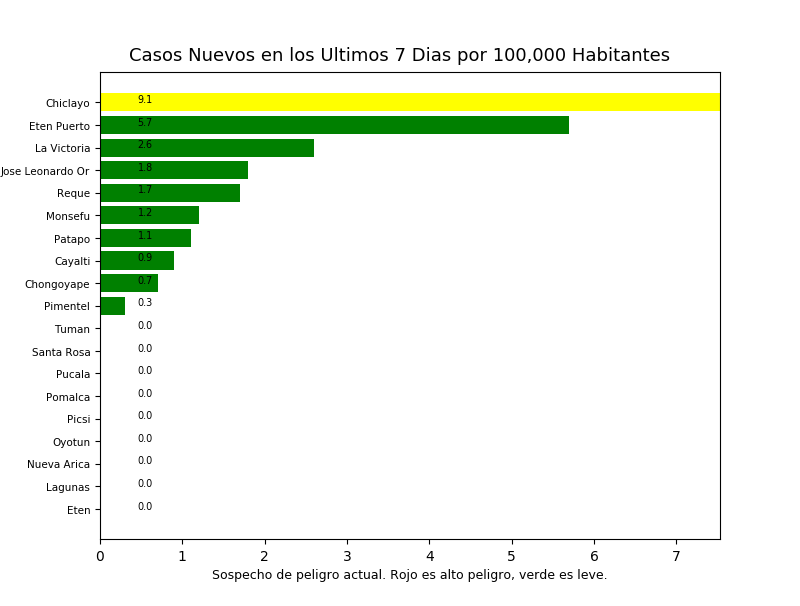 Casos Nuevos en los Ultimos 7 Dias por 100,000 Habitantes
Chiclayo 9.1
Eten Puerto 5.7
La Victoria 2.6
Jose Leonardo Or 1.8
Reque 1.7
Monsefu 1.2
Patapo 1.1
Cayalti 0.9
Chongoyape 0.7
Pimentel 0.3
Tuman 0.0
Santa Rosa 0.0
Pucala 0.0
Pomalca 0.0
Picsi 0.0
Oyotun 0.0
Nueva Arica 0.0
Lagunas 0.0
Eten 0.0
0 1 2 3 4 5 6 7
Sospecho de peligro actual. Rojo es alto peligro, verde es leve.